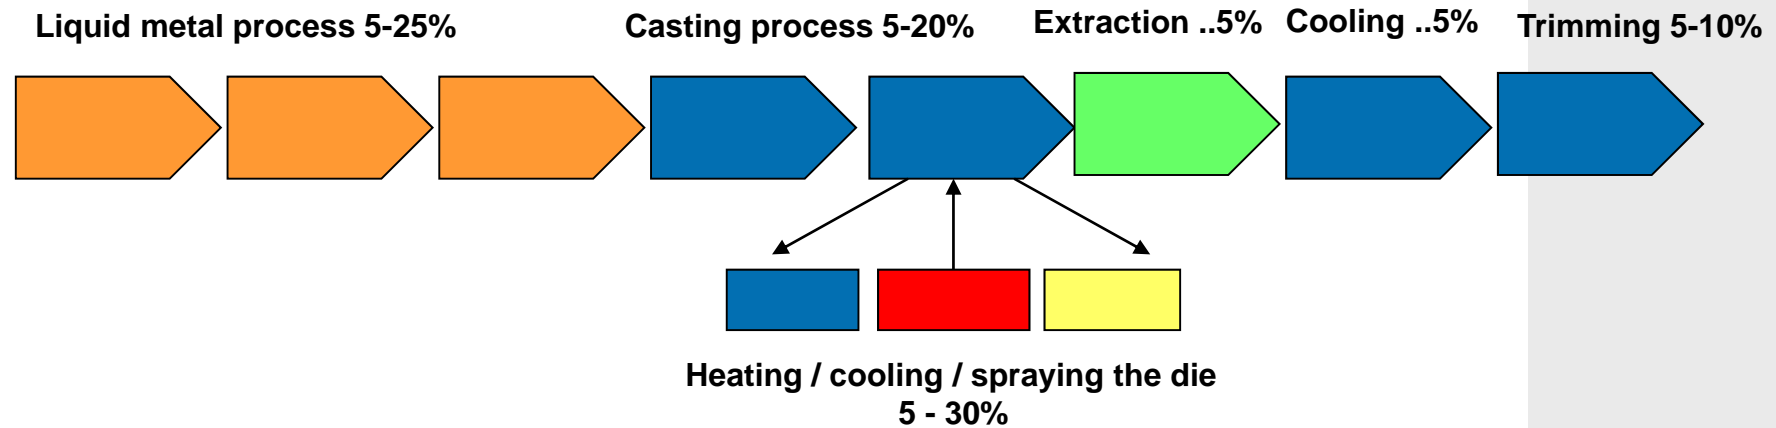 Liquid metal process 5-25%
Casting process 5-20%
Extraction ..5%
Cooling ..5%
Trimming 5-10%
Heating / cooling / spraying the die
5 - 30%